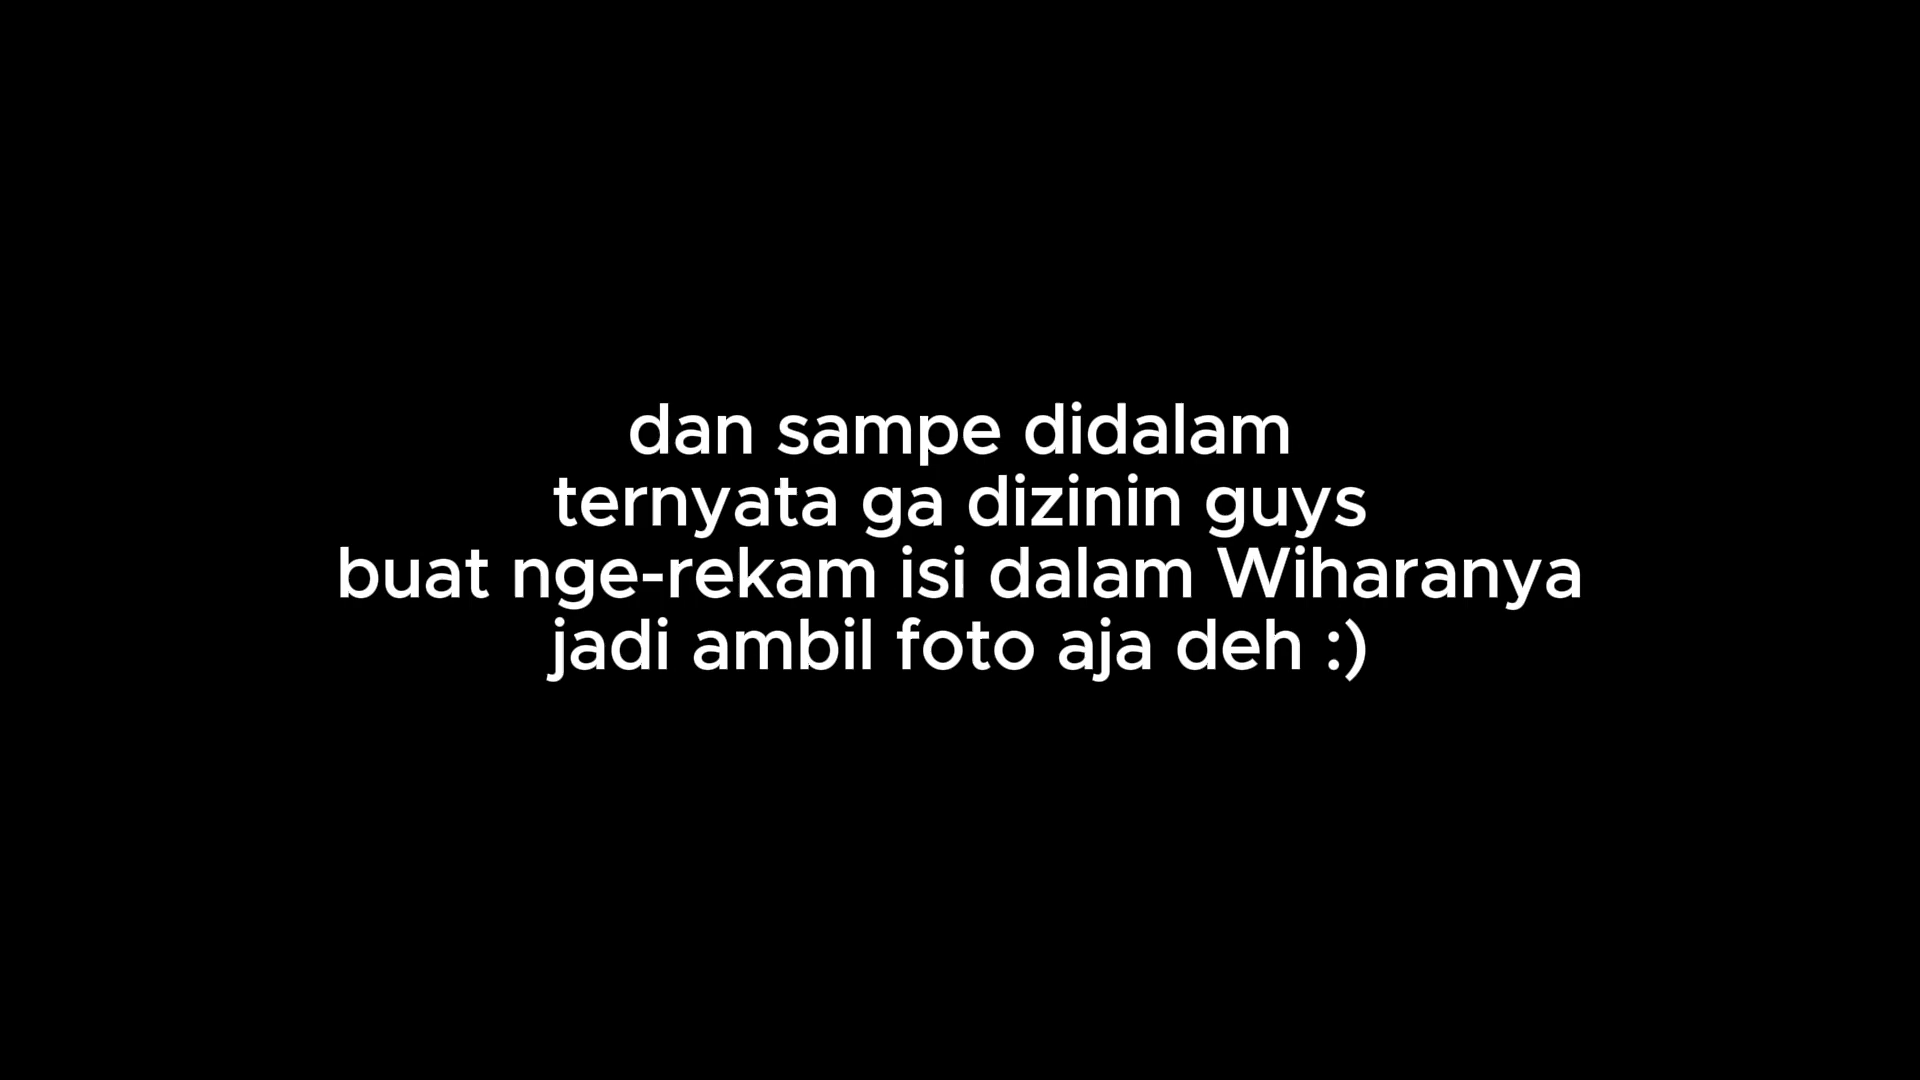 dan sampe didalam
ternyata ga dizinin guys
buat nge-rekam isi dalam Wiharanya
jadi ambil foto aja deh :)